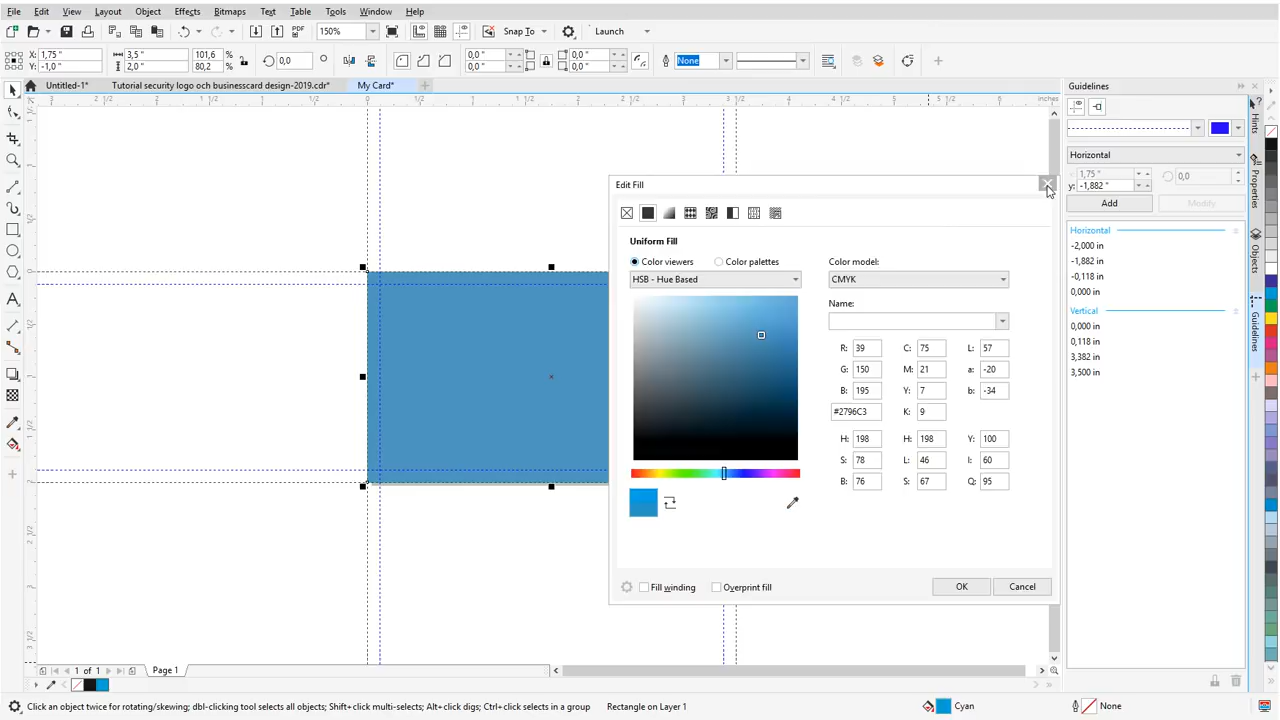 File Edit View Layout Object Effects Bitmaps Text Table Tools Window Help
150% Snap To Launch
X: 1,75 " 3,5 " 101,6 % 0,0 0,0 " 0,0 " None
Y: -1,0 " 2,0 " 80,2 % 0,0 " 0,0 "
Untitled-1* Tutorial security logo och businesscard design-2019.cdr* My Card*
inches
Guidelines
Horizontal
1,75 " 0,0
y: -1,882 "
Add Modify
Horizontal
-2,000 in
-1,882 in
-0,118 in
0,000 in
Vertical
0,000 in
0,118 in
3,382 in
3,500 in
Hints
Properties
Objects
Guidelines
Edit Fill
Uniform Fill
Color viewers Color palettes Color model:
HSB - Hue Based CMYK
Name:
R: 39 C: 75 L: 57
G: 150 M: 21 a: -20
B: 195 Y: 7 b: -34
#2796C3 K: 9
H: 198 H: 198 Y: 100
S: 78 L: 46 I: 60
B: 76 S: 67 Q: 95
Fill winding Overprint fill OK Cancel
1 of 1 Page 1
Click an object twice for rotating/skewing; dbl-clicking tool selects all objects; Shift+click multi-selects; Alt+click digs; Ctrl+click selects in a group Rectangle on Layer 1 Cyan None